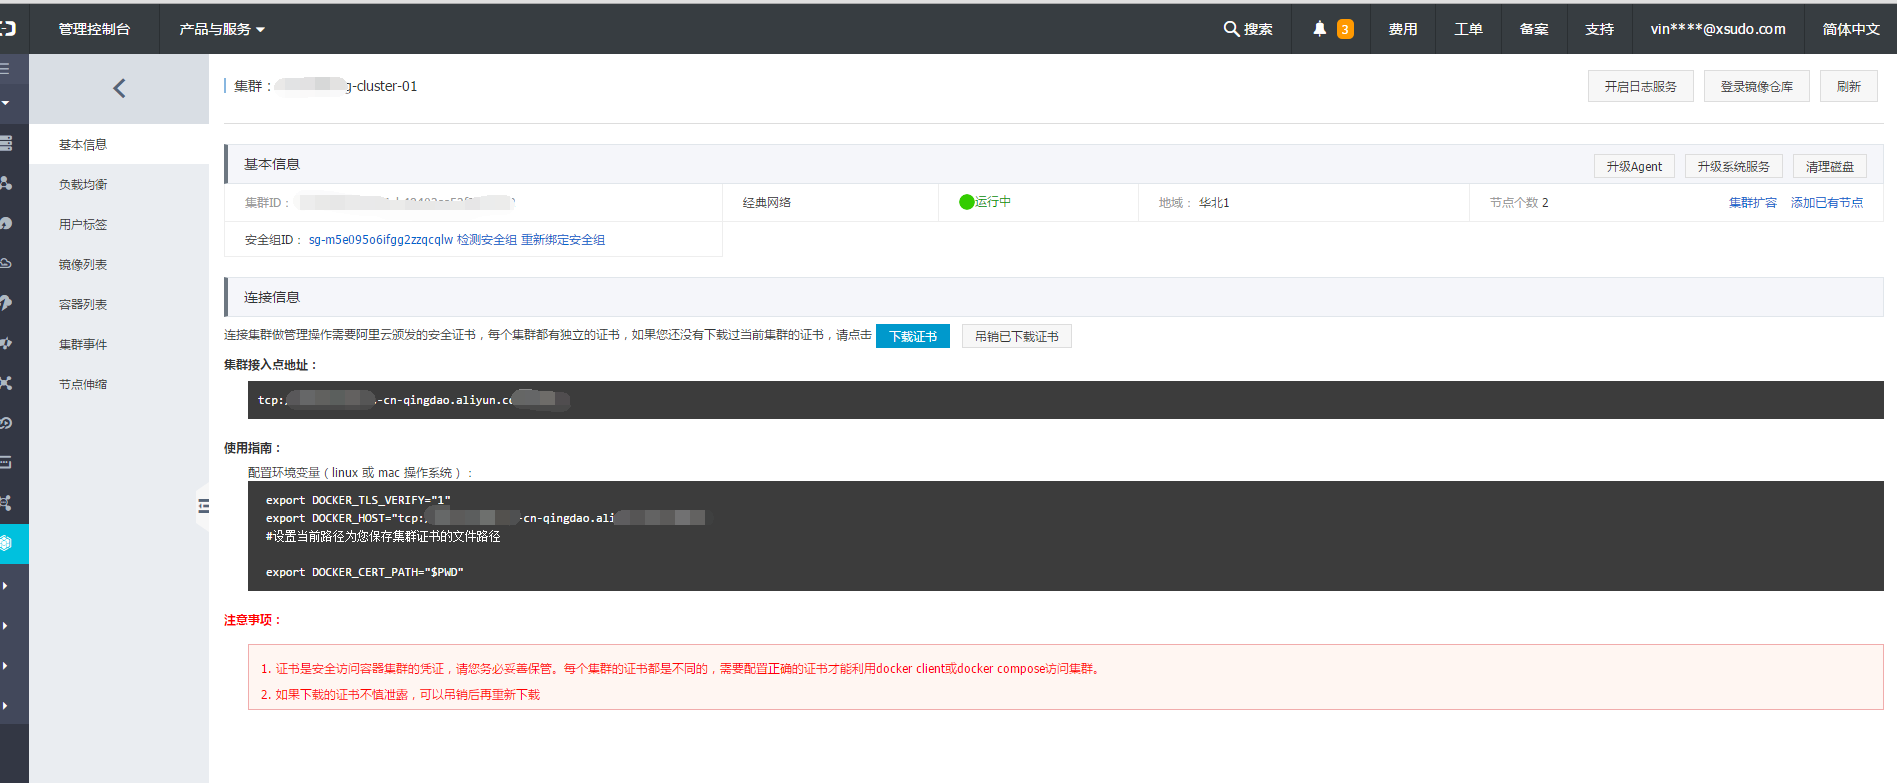 管理控制台 产品与服务 搜索 3 费用 工单 备案 支持 vin****@xsudo.com 简体中文
集群： g-cluster-01 开启日志服务 登录镜像仓库 刷新
基本信息
负载均衡
用户标签
镜像列表
容器列表
集群事件
节点伸缩
基本信息 升级Agent 升级系统服务 清理磁盘
集群ID： 经典网络 运行中 地域： 华北1 节点个数 2 集群扩容 添加已有节点
安全组ID： sg-m5e095o6ifgg2zzqcqlw 检测安全组 重新绑定安全组
连接信息
连接集群做管理操作需要阿里云颁发的安全证书，每个集群都有独立的证书，如果您还没有下载过当前集群的证书，请点击 下载证书 吊销已下载证书
集群接入点地址：
tcp:/ -cn-qingdao.aliyun.co
使用指南：
配置环境变量（linux 或 mac 操作系统）：
export DOCKER_TLS_VERIFY="1"
export DOCKER_HOST="tcp:/ -cn-qingdao.ali
#设置当前路径为您保存集群证书的文件路径
export DOCKER_CERT_PATH="$PWD"
注意事项：
1. 证书是安全访问容器集群的凭证，请您务必妥善保管。每个集群的证书都是不同的，需要配置正确的证书才能利用docker client或docker compose访问集群。
2. 如果下载的证书不慎泄露，可以吊销后再重新下载